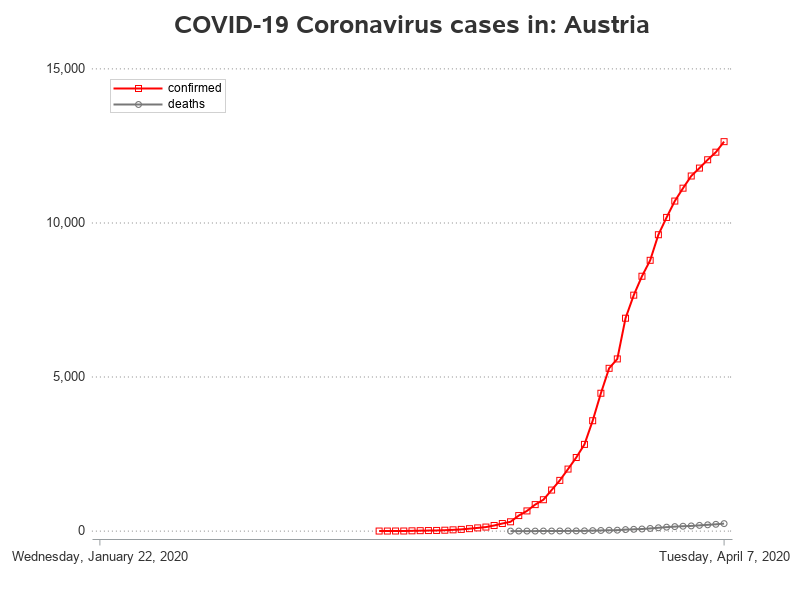 COVID-19 Coronavirus cases in: Austria
15,000
confirmed
deaths
10,000
5,000
0
Wednesday, January 22, 2020
Tuesday, April 7, 2020